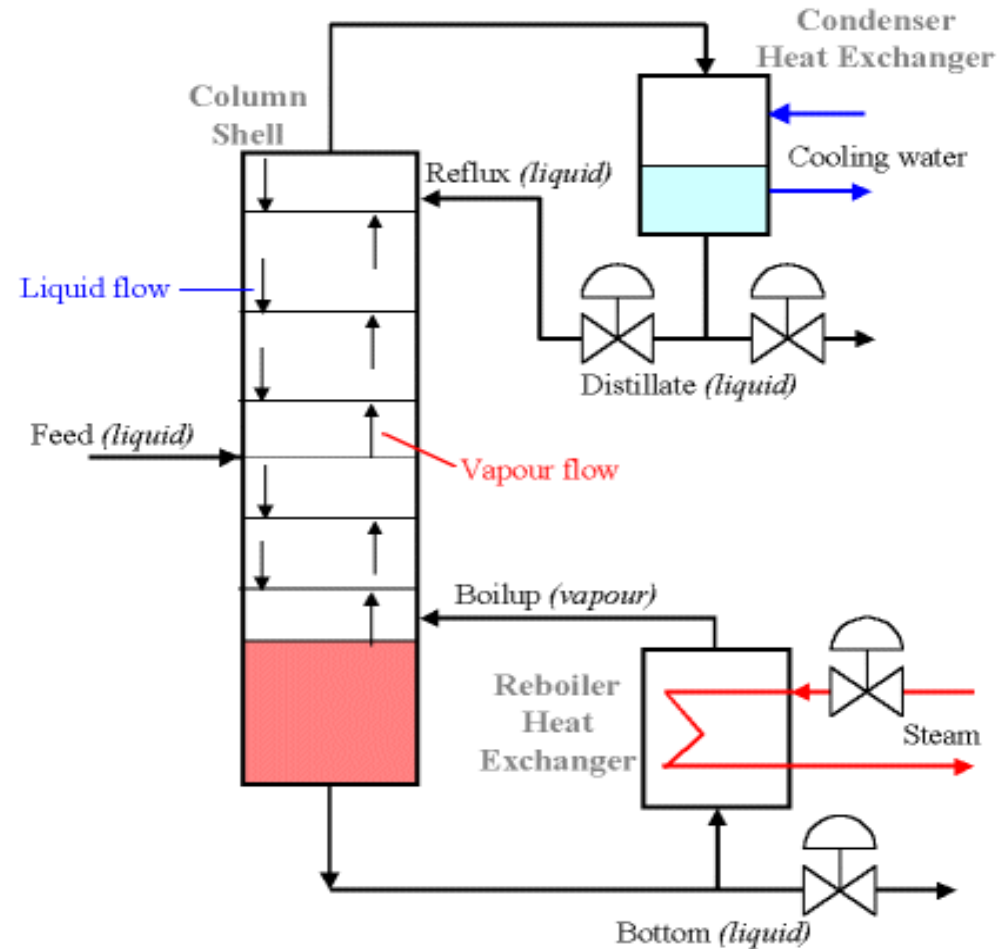 Condenser
Heat Exchanger
Column
Shell
Reflux (liquid)
Cooling water
Liquid flow
Distillate (liquid)
Feed (liquid)
Vapour flow
Boilup (vapour)
Reboiler
Heat
Exchanger
Steam
Bottom (liquid)